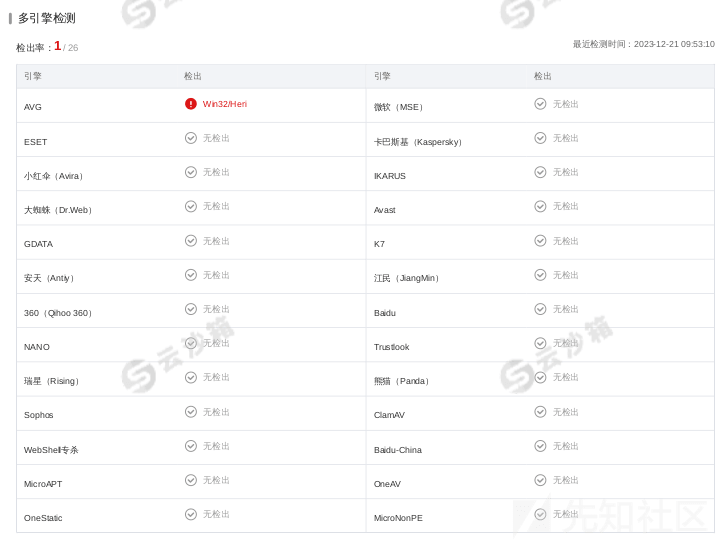 多引擎检测
检出率：1 / 26
最近检测时间：2023-12-21 09:53:10
引擎 检出 引擎 检出
AVG Win32/Heri 微软（MSE） 无检出
ESET 无检出 卡巴斯基（Kaspersky） 无检出
小红伞（Avira） 无检出 IKARUS 无检出
大蜘蛛（Dr.Web） 无检出 Avast 无检出
GDATA 无检出 K7 无检出
安天（Antiy） 无检出 江民（JiangMin） 无检出
360（Qihoo 360） 无检出 Baidu 无检出
NANO 无检出 Trustlook 无检出
瑞星（Rising） 无检出 熊猫（Panda） 无检出
Sophos 无检出 ClamAV 无检出
WebShell专杀 无检出 Baidu-China 无检出
MicroAPT 无检出 OneAV 无检出
OneStatic 无检出 MicroNonPE 无检出
云沙箱
云沙箱
先知社区